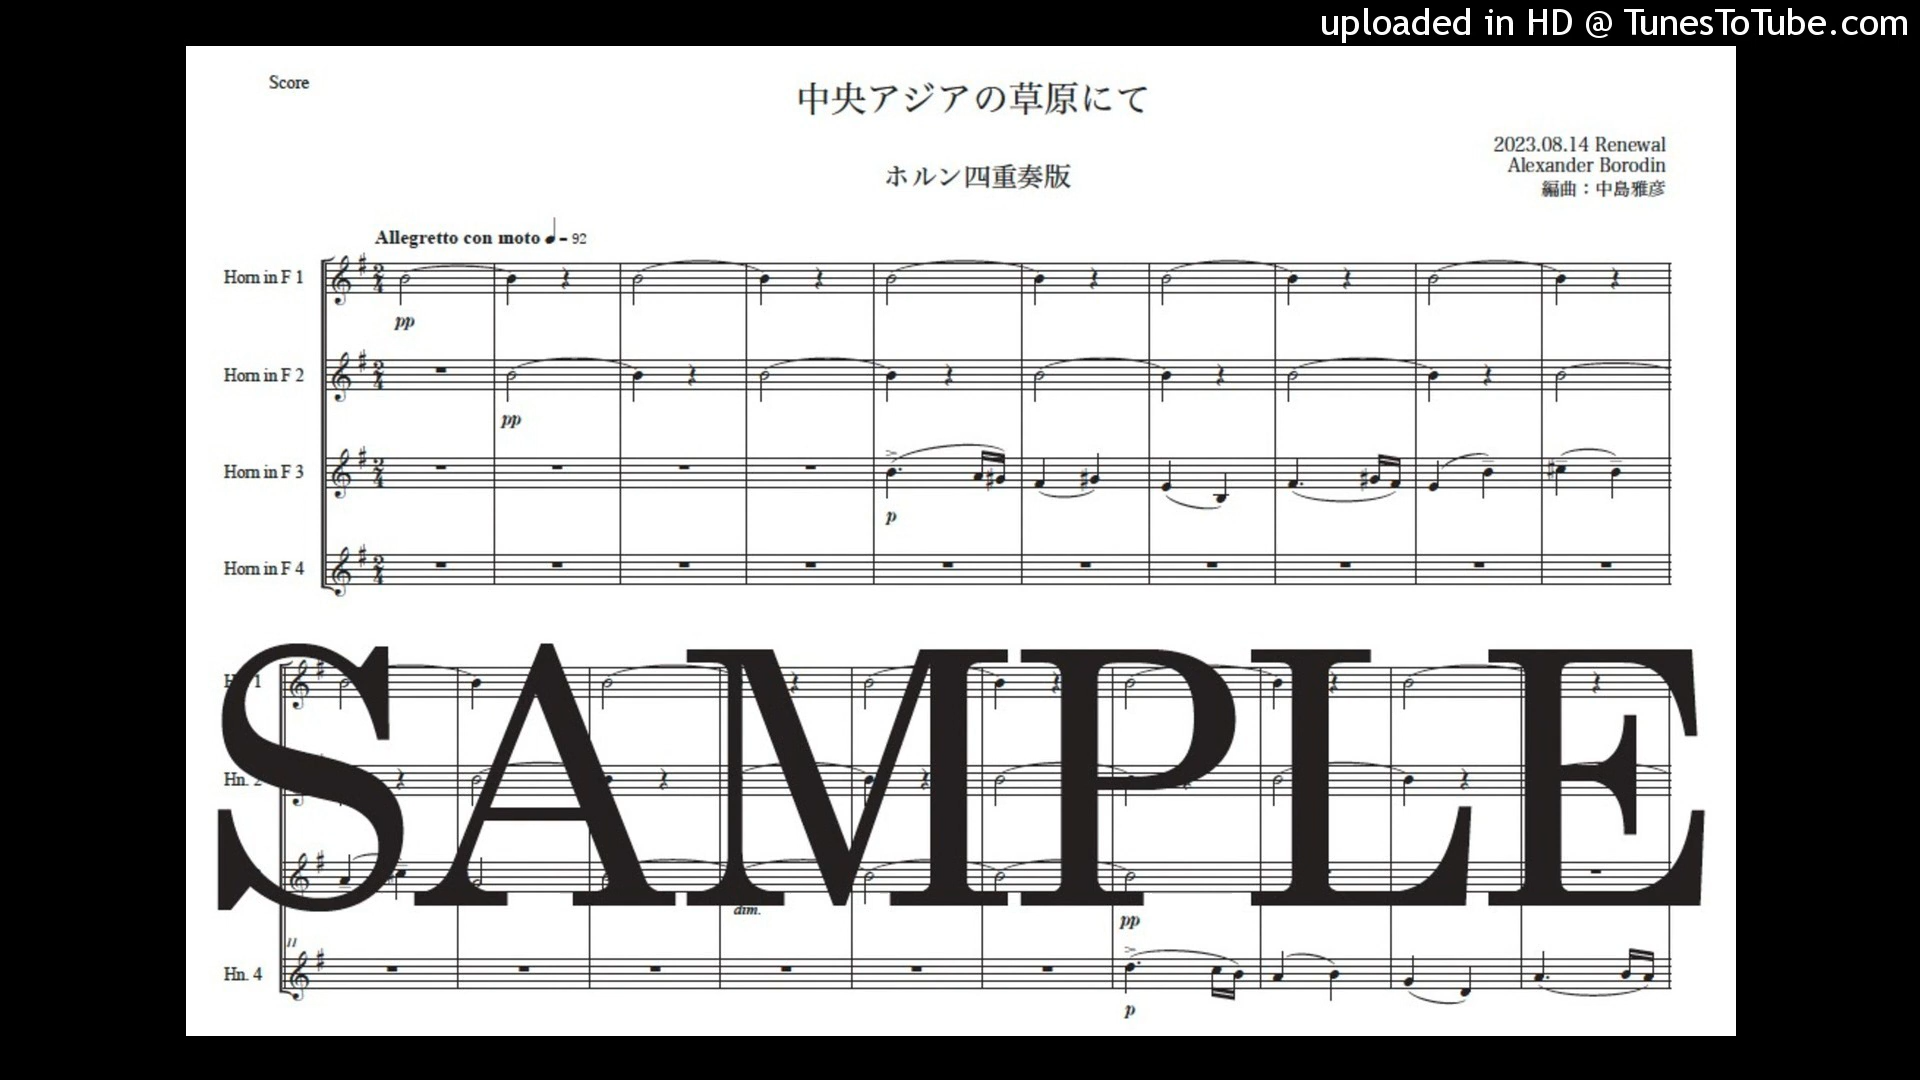 uploaded in HD @ TunesToTube.com
Score
中央アジアの草原にて
ホルン四重奏版
2023.08.14 Renewal
Alexander Borodin
編曲：中島雅彦
Allegretto con moto ♩= 92
Horn in F 1
pp
Horn in F 2
pp
Horn in F 3
p
Horn in F 4
SAMPLE
Hn. 2
dim.
pp
11
Hn. 4
p